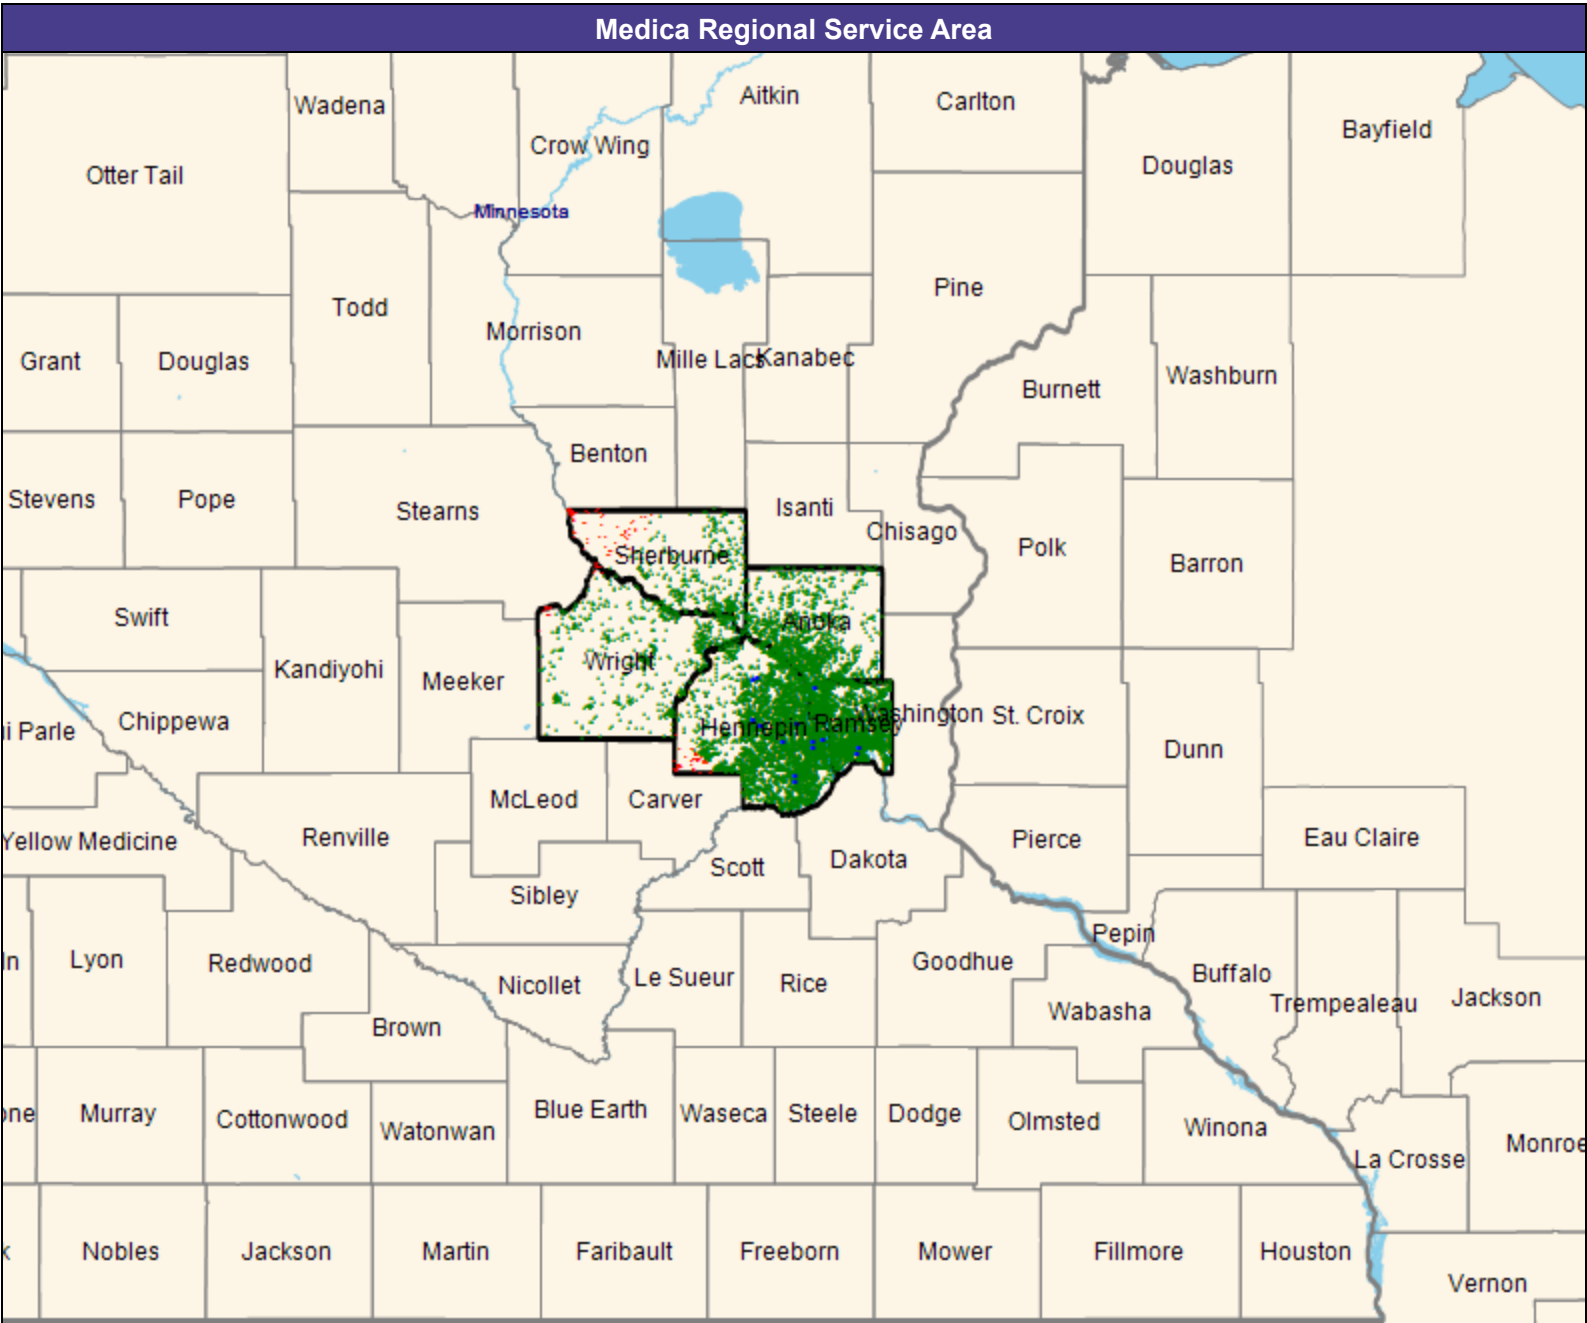 Medica Regional Service Area
Wadena
Aitkin
Carlton
Bayfield
Crow Wing
Douglas
Otter Tail
Minnesota
Pine
Todd
Morrison
Grant
Douglas
Mille Lacs
Kanabec
Burnett
Washburn
Benton
Stevens
Pope
Stearns
Isanti
Chisago
Polk
Barron
Sherburne
Swift
Anoka
Wright
Kandiyohi
Meeker
Chippewa
ui Parle
Hennepin
Ramsey
Washington
St. Croix
Dunn
McLeod
Carver
Renville
Yellow Medicine
Pierce
Eau Claire
Scott
Dakota
Sibley
Pepin
ln
Lyon
Redwood
Nicollet
Le Sueur
Rice
Goodhue
Buffalo
Trempealeau
Jackson
Wabasha
Brown
one
Murray
Cottonwood
Watonwan
Blue Earth
Waseca
Steele
Dodge
Olmsted
Winona
La Crosse
Monroe
k
Nobles
Jackson
Martin
Faribault
Freeborn
Mower
Fillmore
Houston
Vernon